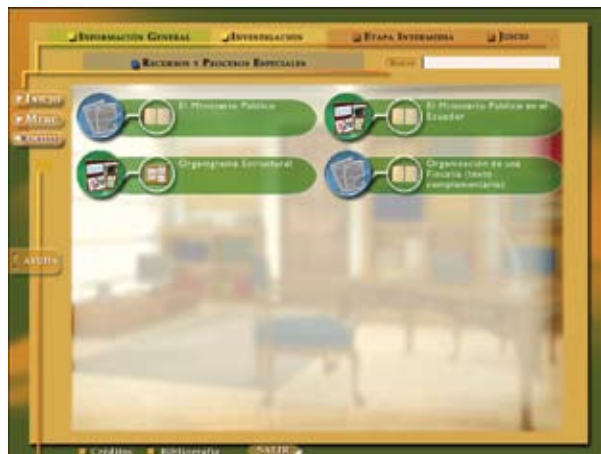 INFORMACIÓN GENERAL
INVESTIGACIÓN
ETAPA INTERMEDIA
JUICIO
RECURSOS Y PROCESOS ESPECIALES
INICIO
MENÚ
REGRESAR
AYUDA
El Ministerio Público
El Ministerio Público en el
Ecuador
Organigrama Estructural
Organización de una
Fiscalía (texto
complementario)
Créditos
Bibliografía
SALIR